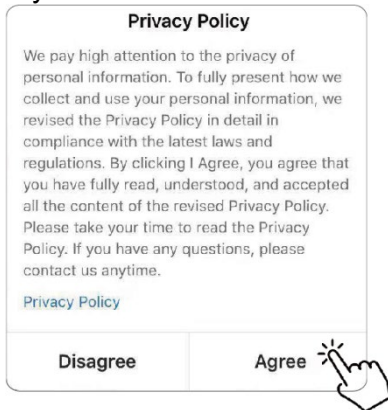 Privacy Policy
We pay high attention to the privacy of
personal information. To fully present how we
collect and use your personal information, we
revised the Privacy Policy in detail in
compliance with the latest laws and
regulations. By clicking I Agree, you agree that
you have fully read, understood, and accepted
all the content of the revised Privacy Policy.
Please take your time to read the Privacy
Policy. If you have any questions, please
contact us anytime.
Privacy Policy
Disagree
Agree